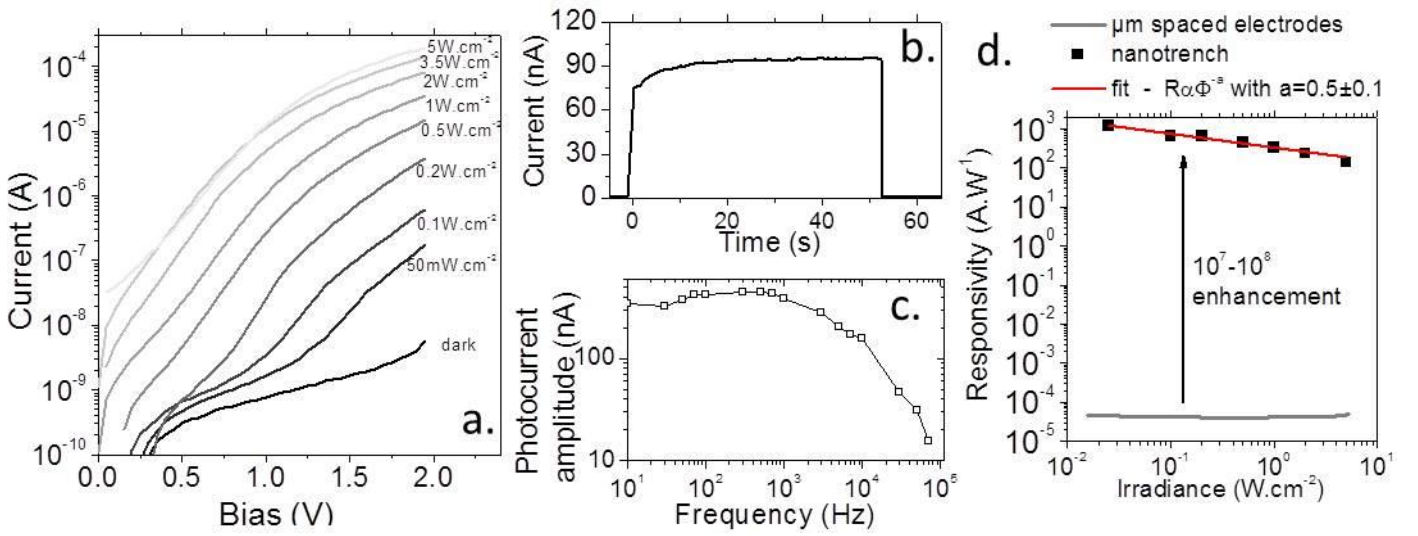 a.
10⁻⁴
10⁻⁵
10⁻⁶
10⁻⁷
10⁻⁸
10⁻⁹
10⁻¹⁰
Current (A)
5W.cm⁻²
3.5W.cm⁻²
2W.cm⁻²
1W.cm⁻²
0.5W.cm⁻²
0.2W.cm⁻²
0.1W.cm⁻²
50mW.cm⁻²
dark
0.0 0.5 1.0 1.5 2.0
Bias (V)
b.
120
90
60
30
0
Current (nA)
0 20 40 60
Time (s)
c.
100
10
Photocurrent
amplitude (nA)
10¹ 10² 10³ 10⁴ 10⁵
Frequency (Hz)
d.
µm spaced electrodes
nanotrench
fit - RαΦ⁻ᵃ with a=0.5±0.1
10³
10²
10¹
10⁰
10⁻¹
10⁻²
10⁻³
10⁻⁴
10⁻⁵
Responsivity (A.W⁻¹)
10⁷-10⁸
enhancement
10⁻² 10⁻¹ 10⁰ 10¹
Irradiance (W.cm⁻²)